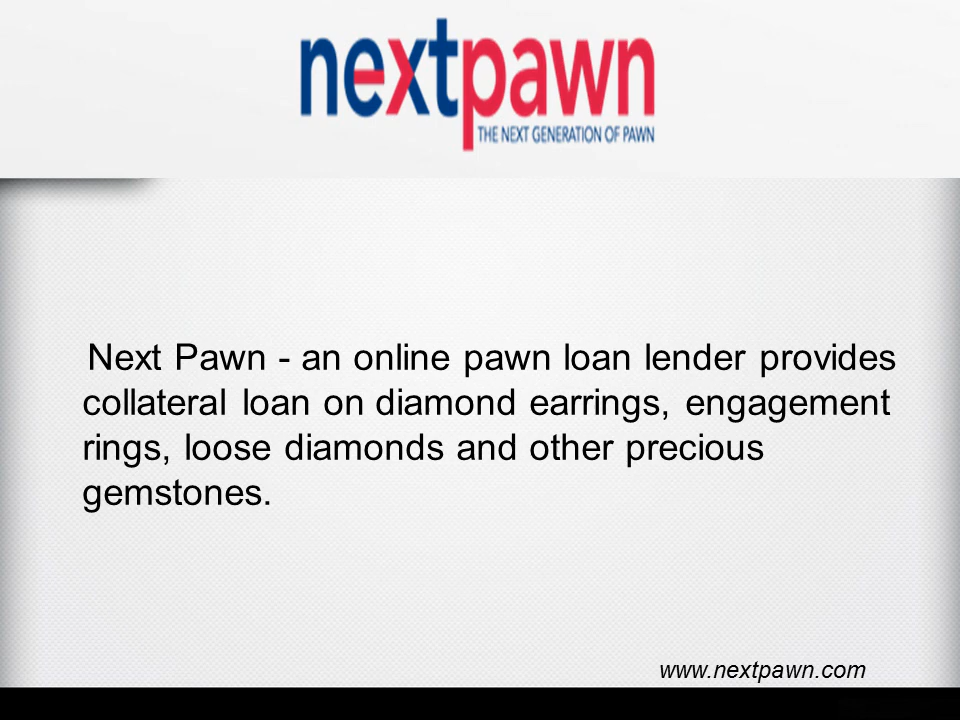 nextpawn
THE NEXT GENERATION OF PAWN
Next Pawn - an online pawn loan lender provides
collateral loan on diamond earrings, engagement
rings, loose diamonds and other precious
gemstones.
www.nextpawn.com